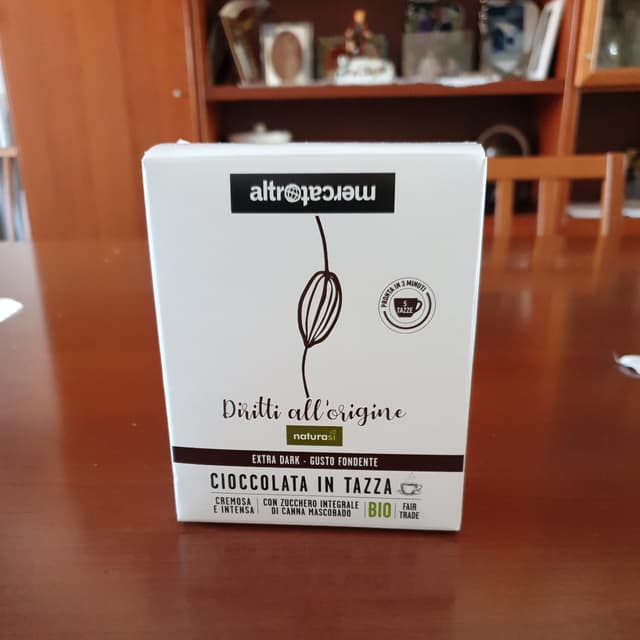 altromercato
PRONTA IN 3 MINUTI
5
TAZZE
Diritti all'origine
naturasì
EXTRA DARK - GUSTO FONDENTE
CIOCCOLATA IN TAZZA
CREMOSA
E INTENSA
CON ZUCCHERO INTEGRALE
DI CANNA MASCOBADO
BIO
FAIR
TRADE